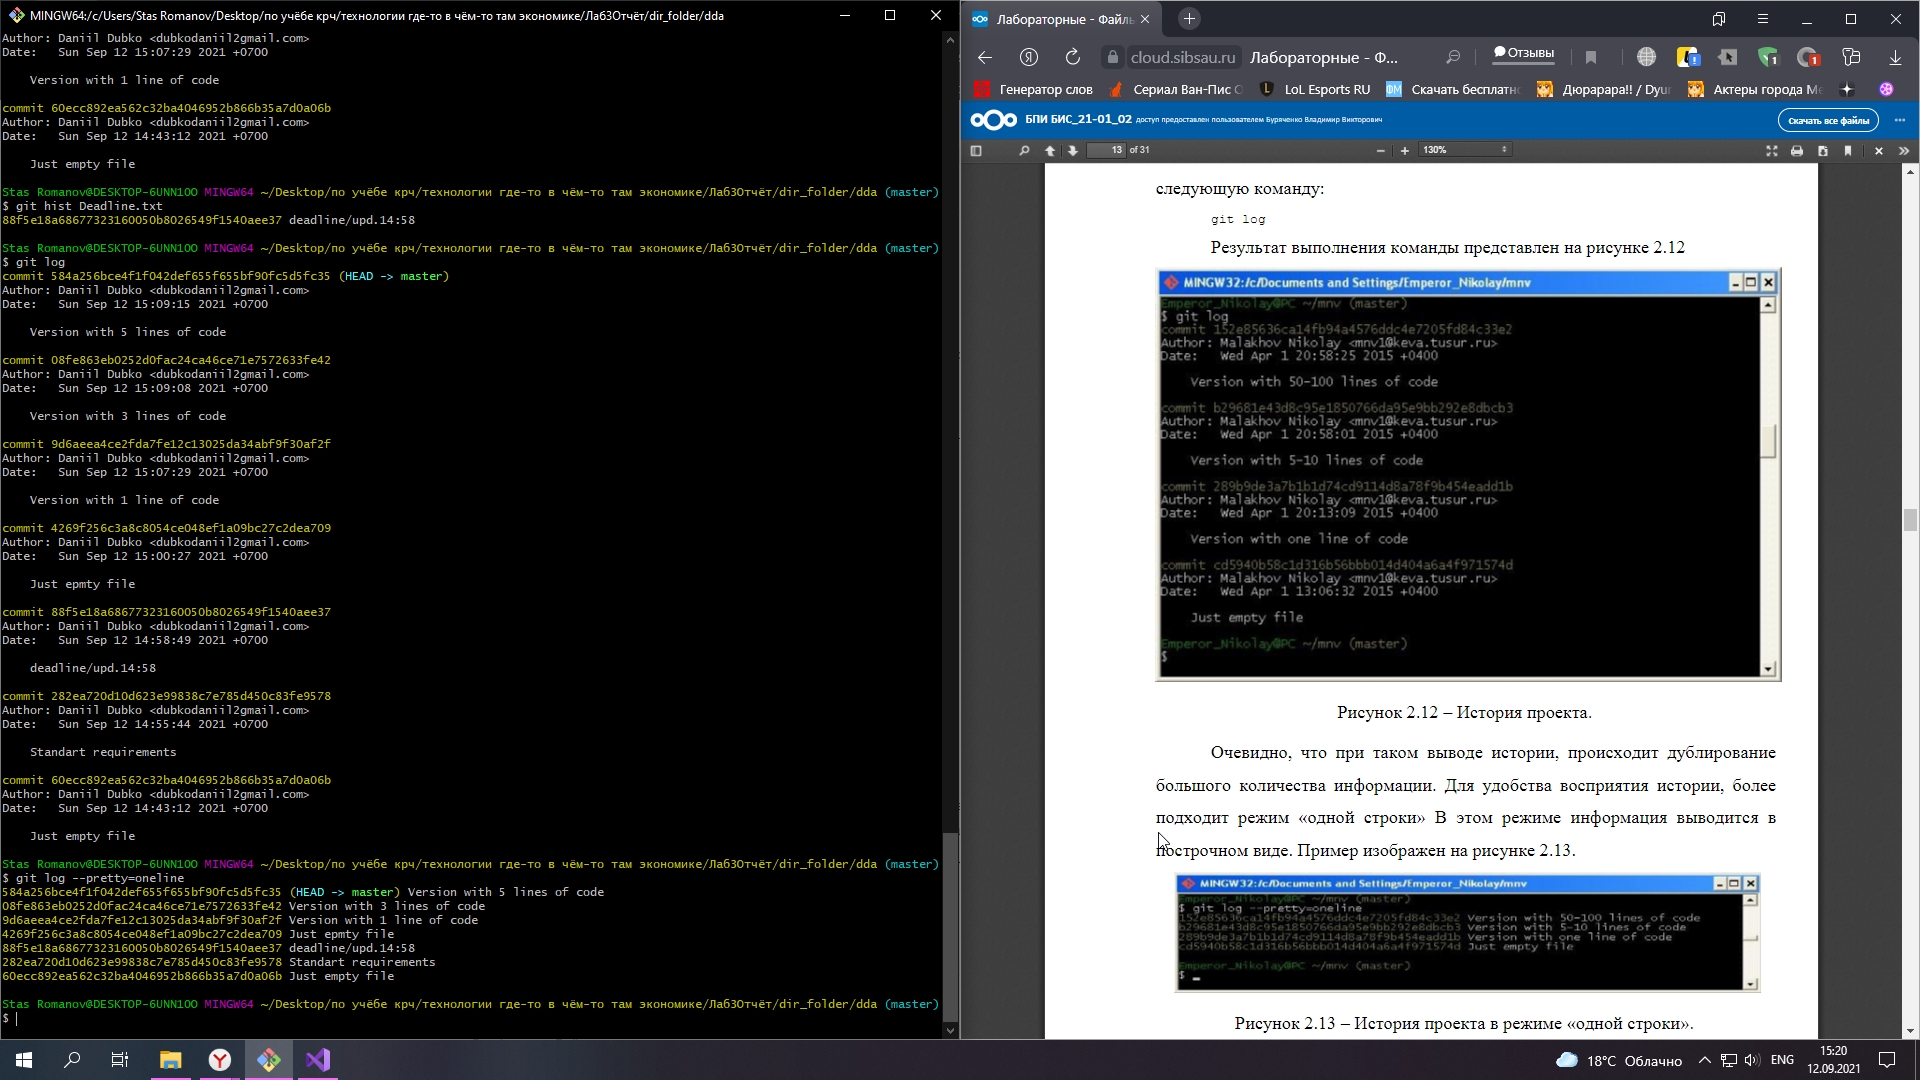 MINGW64:/c/Users/Stas Romanov/Desktop/по учёбе крч/технологии где-то в чём-то там экономике/Лаб3Отчёт/dir_folder/dda
Author: Daniil Dubko <dubkodaniil2gmail.com>
Date:   Sun Sep 12 15:07:29 2021 +0700
Version with 1 line of code
commit 60ecc892ea562c32ba4046952b866b35a7d0a06b
Author: Daniil Dubko <dubkodaniil2gmail.com>
Date:   Sun Sep 12 14:43:12 2021 +0700
Just empty file
Stas Romanov@DESKTOP-6UNN1OO MINGW64 ~/Desktop/по учёбе крч/технологии где-то в чём-то там экономике/Лаб3Отчёт/dir_folder/dda (master)
$ git hist Deadline.txt
88f5e18a68677323160050b8026549f1540aee37 deadline/upd.14:58
Stas Romanov@DESKTOP-6UNN1OO MINGW64 ~/Desktop/по учёбе крч/технологии где-то в чём-то там экономике/Лаб3Отчёт/dir_folder/dda (master)
$ git log
commit 584a256bce4f1f042def655f655bf90fc5d5fc35 (HEAD -> master)
Author: Daniil Dubko <dubkodaniil2gmail.com>
Date:   Sun Sep 12 15:09:15 2021 +0700
Version with 5 lines of code
commit 08fe863eb0252d0fac24ca46ce71e7572633fe42
Author: Daniil Dubko <dubkodaniil2gmail.com>
Date:   Sun Sep 12 15:09:08 2021 +0700
Version with 3 lines of code
commit 9d6aeea4ce2fda7fe12c13025da34abf9f30af2f
Author: Daniil Dubko <dubkodaniil2gmail.com>
Date:   Sun Sep 12 15:07:29 2021 +0700
Version with 1 line of code
commit 4269f256c3a8c8054ce048ef1a09bc27c2dea709
Author: Daniil Dubko <dubkodaniil2gmail.com>
Date:   Sun Sep 12 15:00:27 2021 +0700
Just epmty file
commit 88f5e18a68677323160050b8026549f1540aee37
Author: Daniil Dubko <dubkodaniil2gmail.com>
Date:   Sun Sep 12 14:58:49 2021 +0700
deadline/upd.14:58
commit 282ea720d10d623e99838c7e785d450c83fe9578
Author: Daniil Dubko <dubkodaniil2gmail.com>
Date:   Sun Sep 12 14:55:44 2021 +0700
Standart requirements
commit 60ecc892ea562c32ba4046952b866b35a7d0a06b
Author: Daniil Dubko <dubkodaniil2gmail.com>
Date:   Sun Sep 12 14:43:12 2021 +0700
Just empty file
Stas Romanov@DESKTOP-6UNN1OO MINGW64 ~/Desktop/по учёбе крч/технологии где-то в чём-то там экономике/Лаб3Отчёт/dir_folder/dda (master)
$ git log --pretty=oneline
584a256bce4f1f042def655f655bf90fc5d5fc35 (HEAD -> master) Version with 5 lines of code
08fe863eb0252d0fac24ca46ce71e7572633fe42 Version with 3 lines of code
9d6aeea4ce2fda7fe12c13025da34abf9f30af2f Version with 1 line of code
4269f256c3a8c8054ce048ef1a09bc27c2dea709 Just epmty file
88f5e18a68677323160050b8026549f1540aee37 deadline/upd.14:58
282ea720d10d623e99838c7e785d450c83fe9578 Standart requirements
60ecc892ea562c32ba4046952b866b35a7d0a06b Just empty file
Stas Romanov@DESKTOP-6UNN1OO MINGW64 ~/Desktop/по учёбе крч/технологии где-то в чём-то там экономике/Лаб3Отчёт/dir_folder/dda (master)
$
Лабораторные - Файль
cloud.sibsau.ru Лабораторные - Ф... Отзывы
Генератор слов Сериал Ван-Пис С LoL Esports RU Скачать бесплатно Дюрарара!! / Dyur Актеры города Ме
БПИ БИС_21-01_02 доступ предоставлен пользователем Буряченко Владимир Викторович Скачать все файлы
13 of 31 130%
следующую команду:
git log
Результат выполнения команды представлен на рисунке 2.12
MINGW32:/c/Documents and Settings/Emperor_Nikolay/mnv
Emperor_Nikolay@PC ~/mnv (master)
$ git log
commit 152e85636ca14fb94a4576ddc4e7205fd84c33e2
Author: Malakhov Nikolay <mnv1@keva.tusur.ru>
Date:   Wed Apr 1 20:58:25 2015 +0400
Version with 50-100 lines of code
commit b29681e43d8c95e1850766da95e9bb292e8dbcb3
Author: Malakhov Nikolay <mnv1@keva.tusur.ru>
Date:   Wed Apr 1 20:58:01 2015 +0400
Version with 5-10 lines of code
commit 289b9de3a7b1b1d74cd9114d8a78f9b454eadd1b
Author: Malakhov Nikolay <mnv1@keva.tusur.ru>
Date:   Wed Apr 1 20:13:09 2015 +0400
Version with one line of code
commit cd5940b58c1d316b56bbb014d404a6a4f971574d
Author: Malakhov Nikolay <mnv1@keva.tusur.ru>
Date:   Wed Apr 1 13:06:32 2015 +0400
Just empty file
Emperor_Nikolay@PC ~/mnv (master)
$
Рисунок 2.12 – История проекта.
Очевидно, что при таком выводе истории, происходит дублирование
большого количества информации. Для удобства восприятия истории, более
подходит режим «одной строки» В этом режиме информация выводится в
построчном виде. Пример изображен на рисунке 2.13.
MINGW32:/c/Documents and Settings/Emperor_Nikolay/mnv
Emperor_Nikolay@PC ~/mnv (master)
$ git log --pretty=oneline
152e85636ca14fb94a4576ddc4e7205fd84c33e2 Version with 50-100 lines of code
b29681e43d8c95e1850766da95e9bb292e8dbcb3 Version with 5-10 lines of code
289b9de3a7b1b1d74cd9114d8a78f9b454eadd1b Version with one line of code
cd5940b58c1d316b56bbb014d404a6a4f971574d Just empty file
Emperor_Nikolay@PC ~/mnv (master)
$
Рисунок 2.13 – История проекта в режиме «одной строки».
18°C Облачно ENG 15:20
12.09.2021